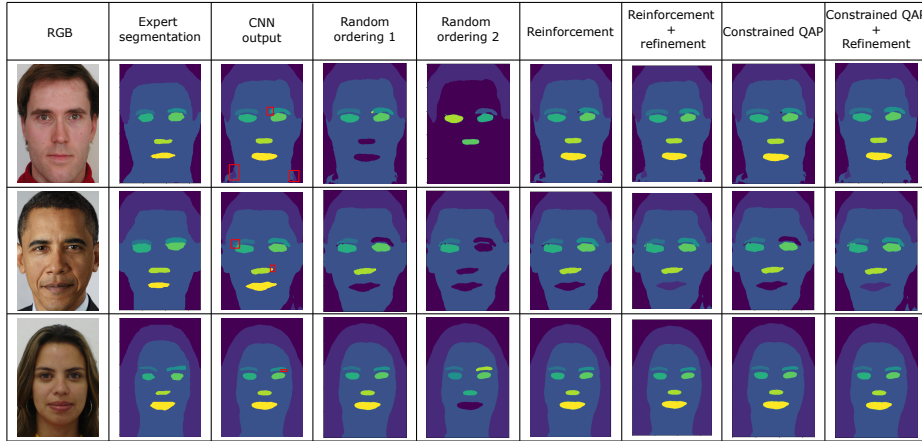 RGB
Expert
segmentation
CNN
output
Random
ordering 1
Random
ordering 2
Reinforcement
Reinforcement
+
refinement
Constrained QAP
Constrained QAP
+
Refinement